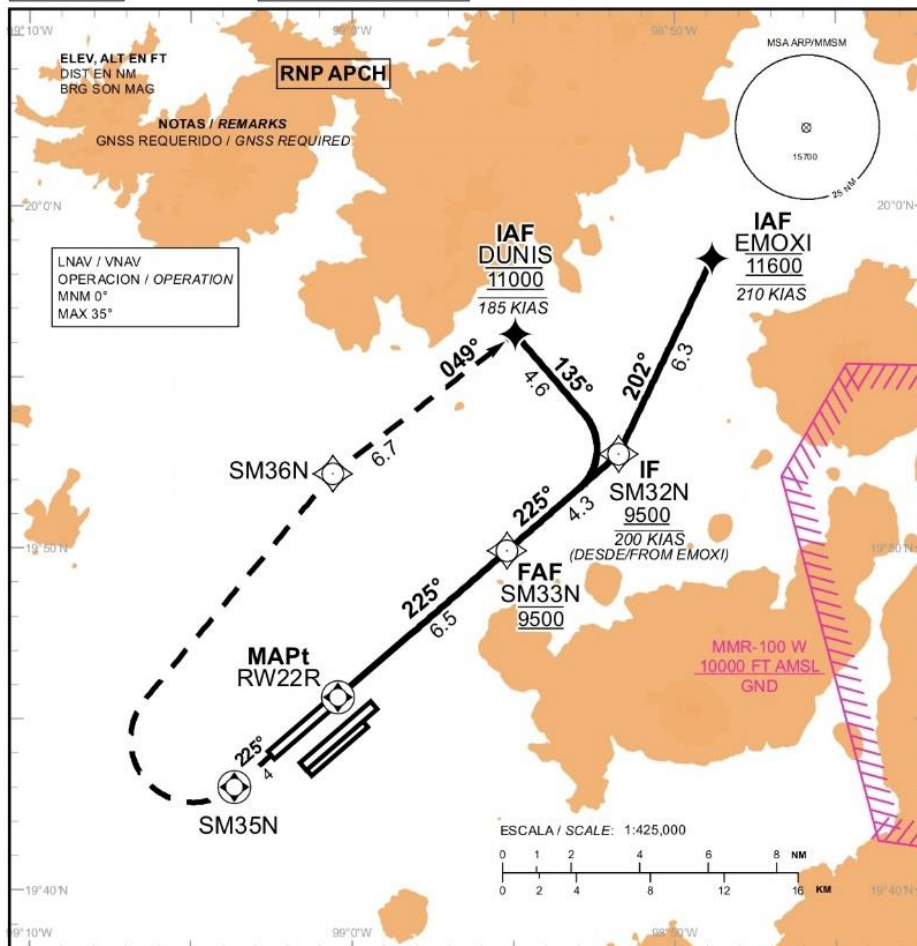 99°10'W
98°50'W
ELEV, ALT EN FT
DIST EN NM
BRG SON MAG
RNP APCH
NOTAS / REMARKS
GNSS REQUERIDO / GNSS REQUIRED
MSA ARP/MMSM
15700
25 NM
20°0'N
20°0'N
LNAV / VNAV
OPERACION / OPERATION
MNM 0°
MAX 35°
IAF
DUNIS
11000
185 KIAS
IAF
EMOXI
11600
210 KIAS
049°
6.7
135°
4.6
202°
6.3
SM36N
IF
SM32N
9500
200 KIAS
(DESDE/FROM EMOXI)
225°
4.3
19°50'N
19°50'N
FAF
SM33N
9500
225°
6.5
MAPt
RW22R
MMR-100 W
10000 FT AMSL
GND
225°
4
SM35N
ESCALA / SCALE: 1:425,000
0 1 2 4 6 8 NM
0 2 4 8 12 16 KM
19°40'N
19°40'N
99°10'W
99°0'W
98°50'W